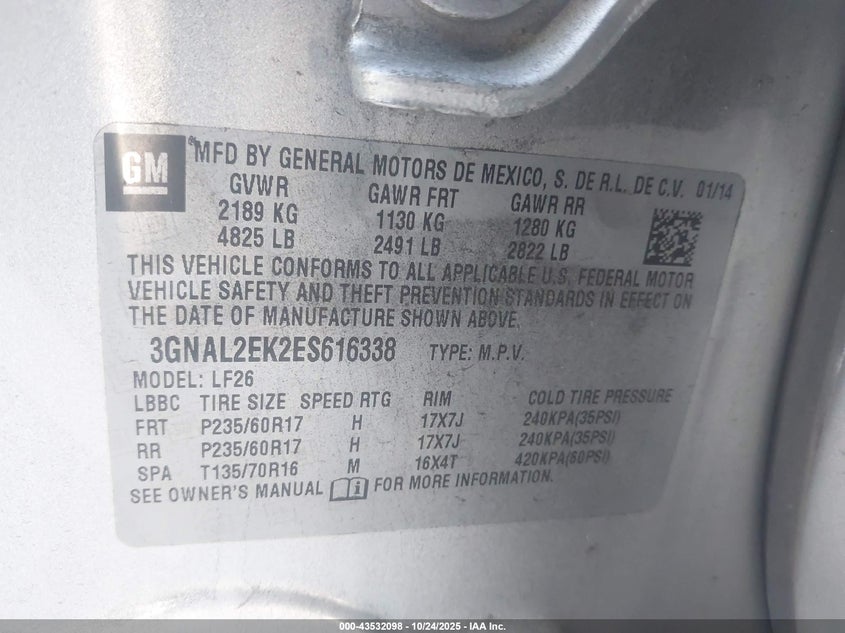 GM
MFD BY GENERAL MOTORS DE MEXICO, S. DE R.L. DE C.V. 01/14
GVWR GAWR FRT GAWR RR
2189 KG 1130 KG 1280 KG
4825 LB 2491 LB 2822 LB
THIS VEHICLE CONFORMS TO ALL APPLICABLE U.S. FEDERAL MOTOR
VEHICLE SAFETY AND THEFT PREVENTION STANDARDS IN EFFECT ON
THE DATE OF MANUFACTURE SHOWN ABOVE.
3GNAL2EK2ES616338 TYPE: M.P.V.
MODEL: LF26
LBBC TIRE SIZE SPEED RTG RIM COLD TIRE PRESSURE
FRT P235/60R17 H 17X7J 240KPA(35PSI)
RR P235/60R17 H 17X7J 240KPA(35PSI)
SPA T135/70R16 M 16X4T 420KPA(60PSI)
SEE OWNER'S MANUAL FOR MORE INFORMATION.
000-43532098 - 10/24/2025 - IAA Inc.